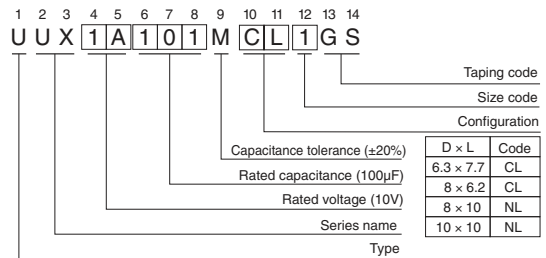 1 2 3 4 5 6 7 8 9 10 11 12 13 14
U U X 1 A 1 0 1 M C L 1 G S
Taping code
Size code
Configuration
Capacitance tolerance (±20%)
Rated capacitance (100µF)
Rated voltage (10V)
Series name
Type
D × L Code
6.3 × 7.7 CL
8 × 6.2 CL
8 × 10 NL
10 × 10 NL